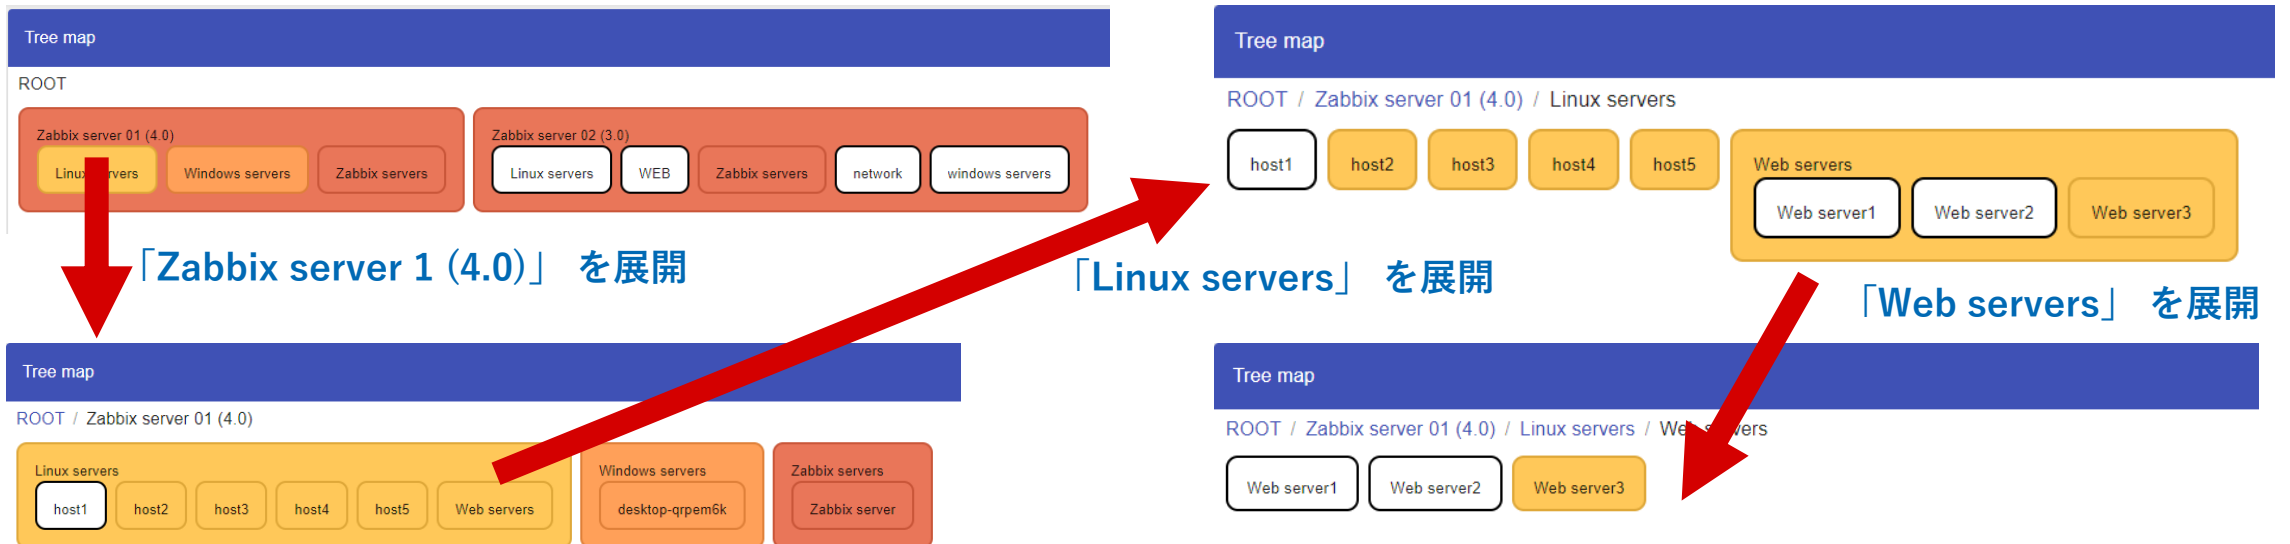 Tree map
ROOT
Zabbix server 01 (4.0)
Linux servers
Windows servers
Zabbix servers
Zabbix server 02 (3.0)
Linux servers
WEB
Zabbix servers
network
windows servers
「Zabbix server 1 (4.0)」 を展開
Tree map
ROOT / Zabbix server 01 (4.0)
Linux servers
host1
host2
host3
host4
host5
Web servers
Windows servers
desktop-qrpem6k
Zabbix servers
Zabbix server
「Linux servers」 を展開
Tree map
ROOT / Zabbix server 01 (4.0) / Linux servers
host1
host2
host3
host4
host5
Web servers
Web server1
Web server2
Web server3
「Web servers」 を展開
Tree map
ROOT / Zabbix server 01 (4.0) / Linux servers / Web servers
Web server1
Web server2
Web server3